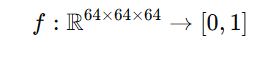 f : ℝ^{64×64×64} → [0, 1]